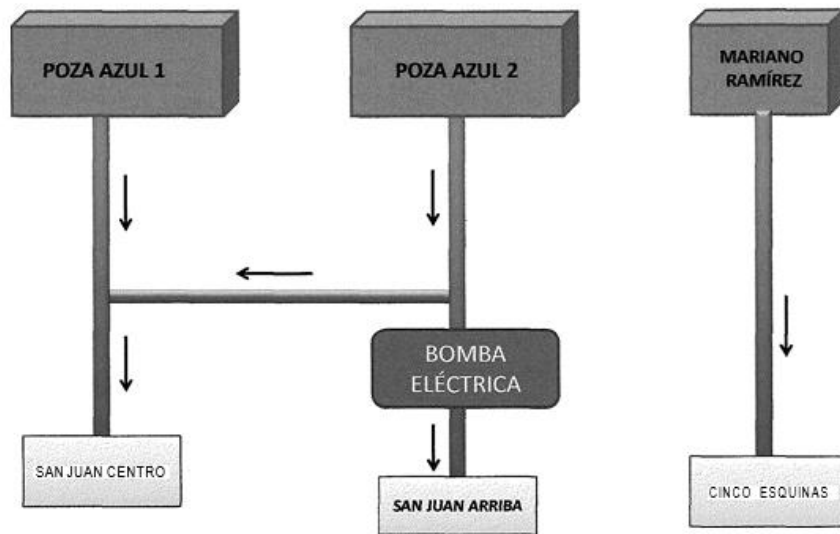 POZA AZUL 1
POZA AZUL 2
MARIANO
RAMÍREZ
BOMBA
ELÉCTRICA
SAN JUAN CENTRO
SAN JUAN ARRIBA
CINCO ESQUINAS